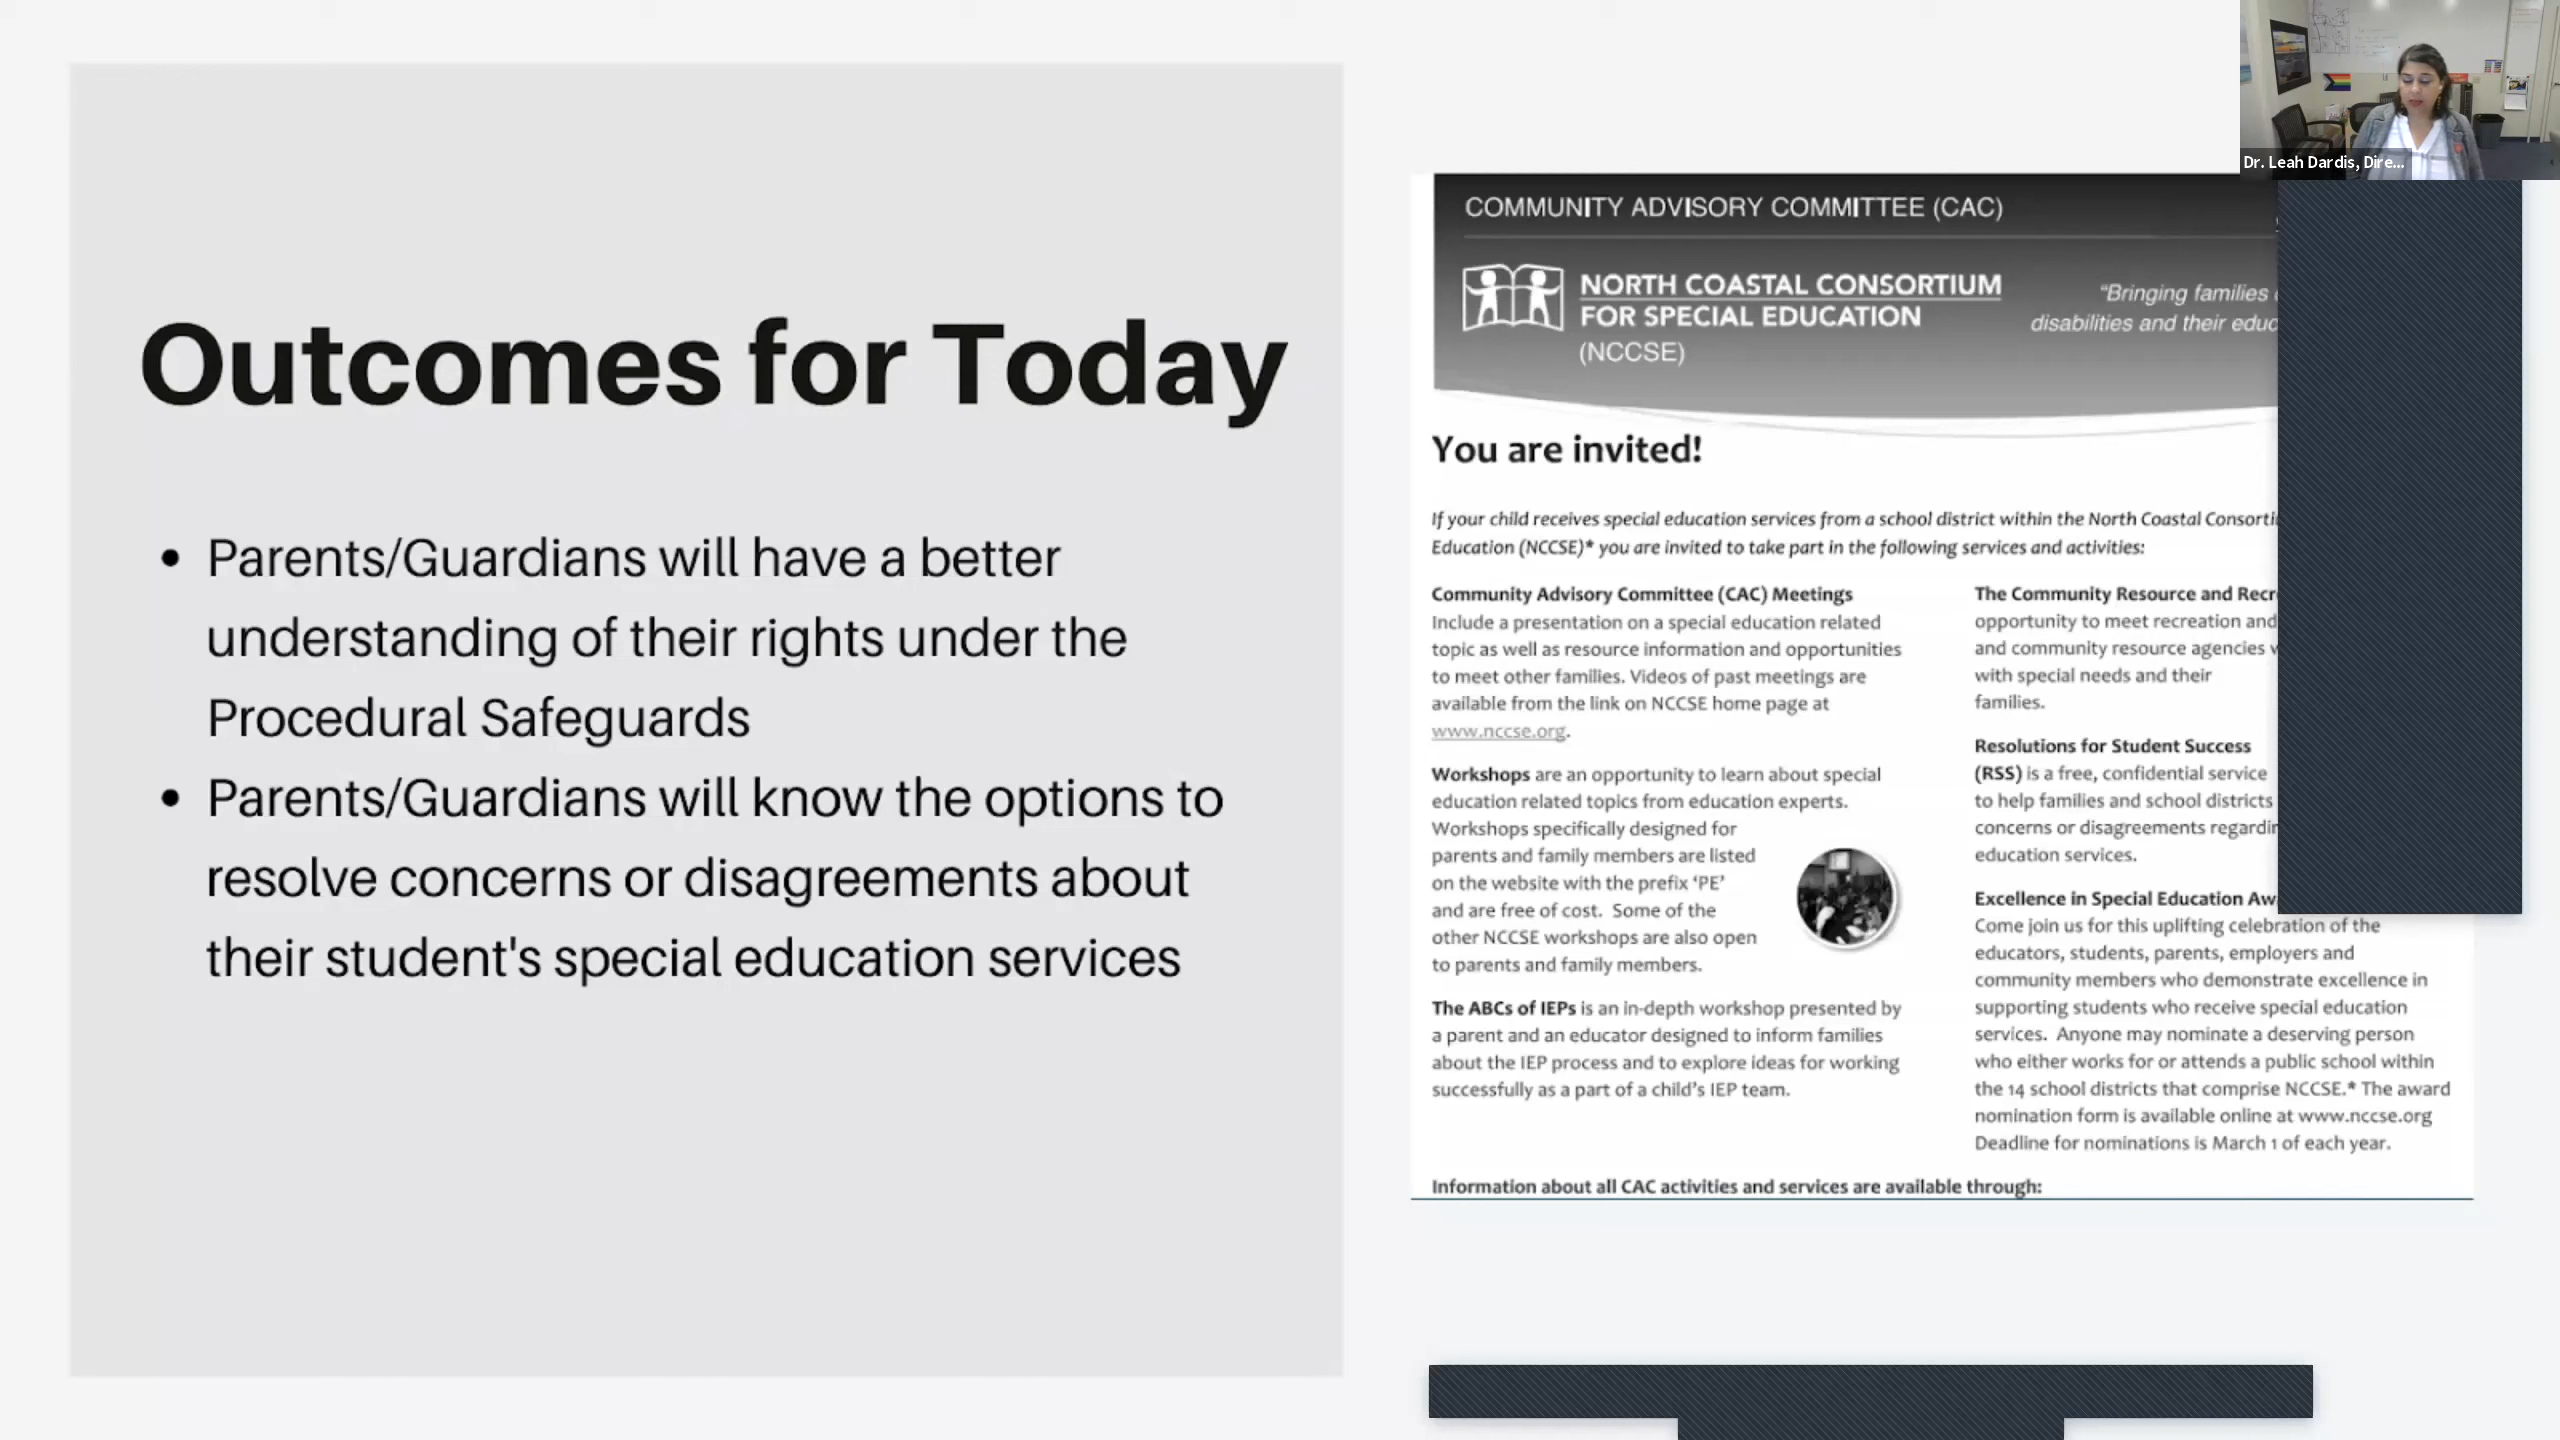 Outcomes for Today
• Parents/Guardians will have a better
understanding of their rights under the
Procedural Safeguards
• Parents/Guardians will know the options to
resolve concerns or disagreements about
their student's special education services
Dr. Leah Dardis, Dire...
COMMUNITY ADVISORY COMMITTEE (CAC)
NORTH COASTAL CONSORTIUM
FOR SPECIAL EDUCATION
(NCCSE)
“Bringing families
disabilities and their
You are invited!
If your child receives special education services from a school district within the North Coastal
Education (NCCSE)* you are invited to take part in the following services and activities:
Community Advisory Committee (CAC) Meetings
Include a presentation on a special education related
topic as well as resource information and opportunities
to meet other families. Videos of past meetings are
available from the link on NCCSE home page at
www.nccse.org.
Workshops are an opportunity to learn about special
education related topics from education experts.
Workshops specifically designed for
parents and family members are listed
on the website with the prefix ‘PE’
and are free of cost. Some of the
other NCCSE workshops are also open
to parents and family members.
The ABCs of IEPs is an in-depth workshop presented by
a parent and an educator designed to inform families
about the IEP process and to explore ideas for working
successfully as a part of a child’s IEP team.
The Community Resource and
opportunity to meet recreation and
and community resource agencies
with special needs and their
families.
Resolutions for Student Success
(RSS) is a free, confidential service
to help families and school districts
concerns or disagreements
education services.
Excellence in Special Education
Come join us for this uplifting celebration of the
educators, students, parents, employers and
community members who demonstrate excellence in
supporting students who receive special education
services. Anyone may nominate a deserving person
who either works for or attends a public school within
the 14 school districts that comprise NCCSE.* The award
nomination form is available online at www.nccse.org
Deadline for nominations is March 1 of each year.
Information about all CAC activities and services are available through: